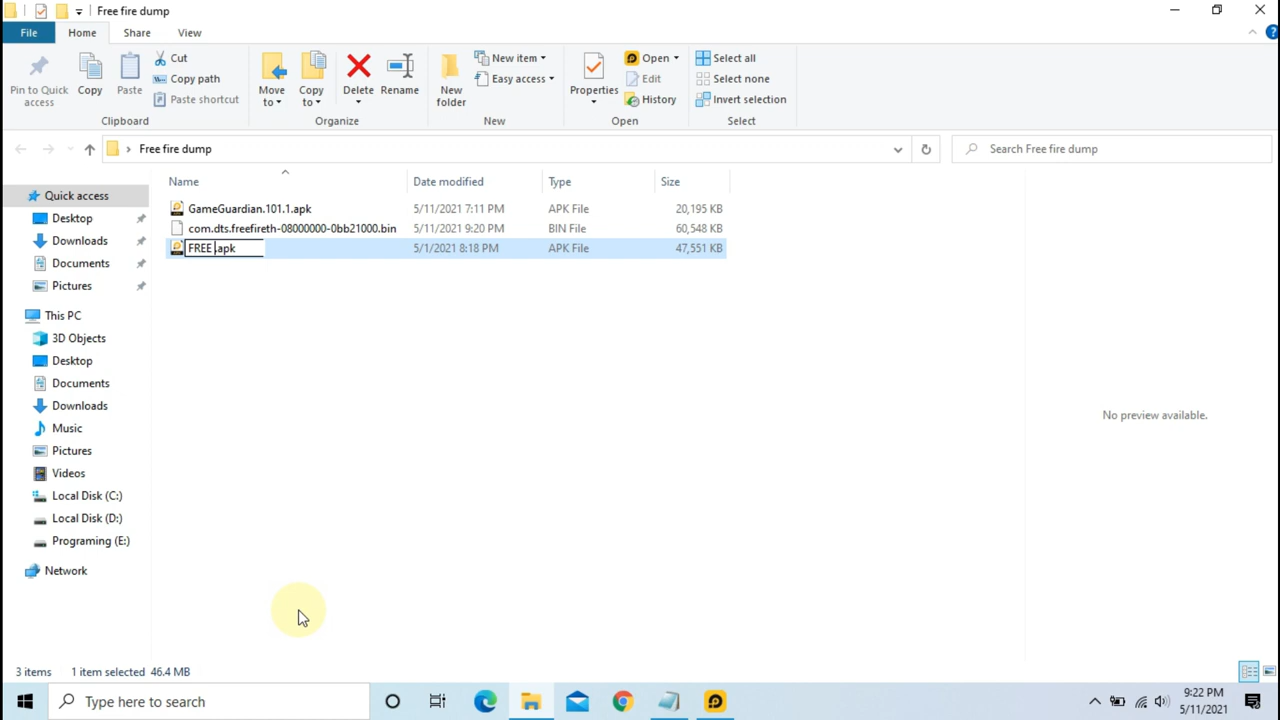 Free fire dump
File
Home
Share
View
Pin to Quick access
Copy
Paste
Cut
Copy path
Paste shortcut
Clipboard
Move to
Copy to
Delete
Rename
Organize
New folder
New item
Easy access
New
Properties
Open
Edit
History
Open
Select all
Select none
Invert selection
Select
Free fire dump
Search Free fire dump
Name Date modified Type Size
GameGuardian.101.1.apk 5/11/2021 7:11 PM APK File 20,195 KB
com.dts.freefireth-08000000-0bb21000.bin 5/11/2021 9:20 PM BIN File 60,548 KB
FREE .apk 5/1/2021 8:18 PM APK File 47,551 KB
Quick access
Desktop
Downloads
Documents
Pictures
This PC
3D Objects
Desktop
Documents
Downloads
Music
Pictures
Videos
Local Disk (C:)
Local Disk (D:)
Programing (E:)
Network
No preview available.
3 items 1 item selected 46.4 MB
Type here to search
9:22 PM
5/11/2021